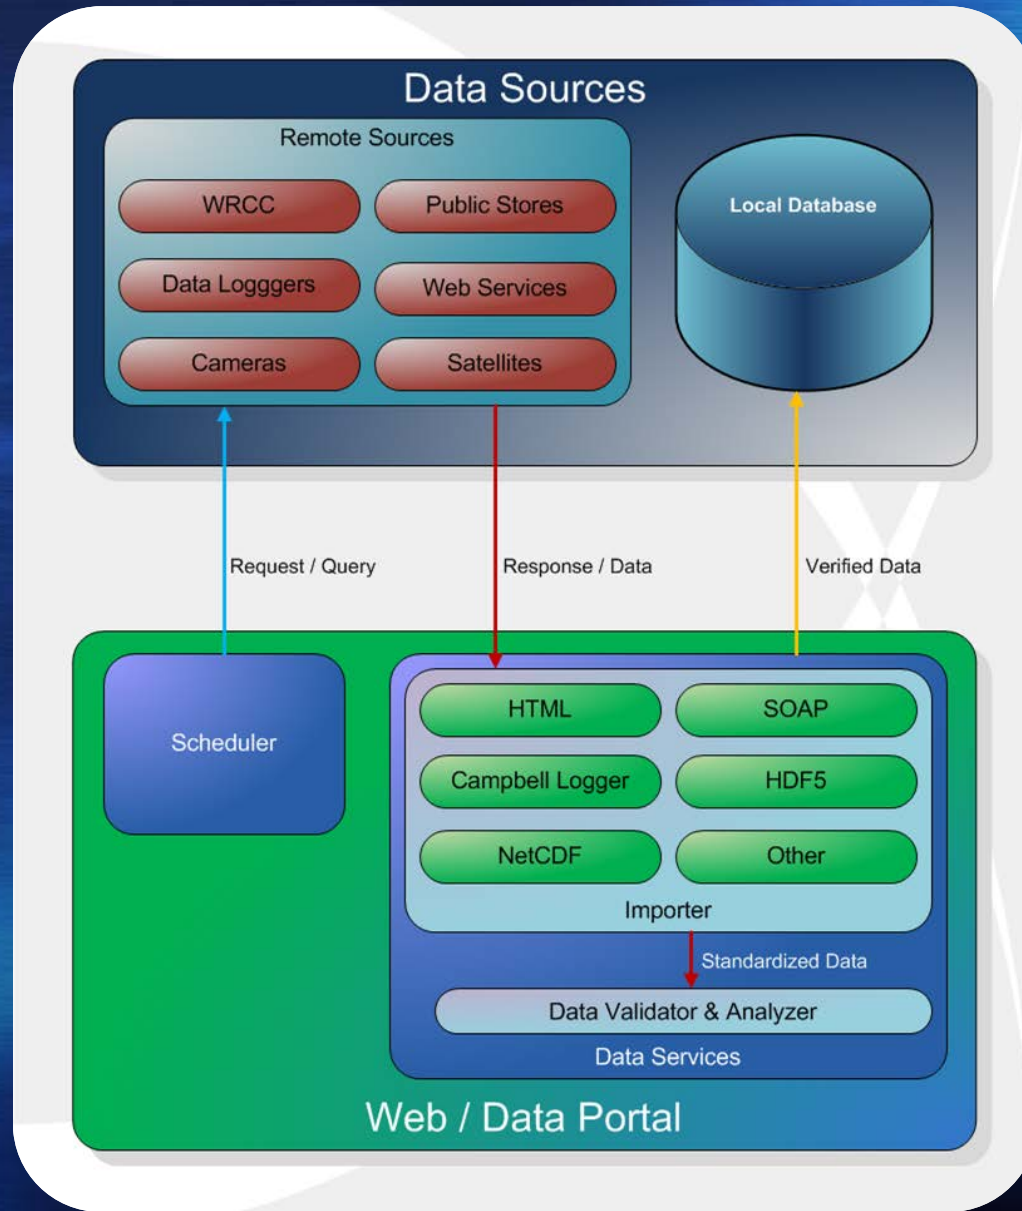 Data Sources
Remote Sources
WRCC
Public Stores
Data Logggers
Web Services
Cameras
Satellites
Local Database
Request / Query
Response / Data
Verified Data
Scheduler
HTML
SOAP
Campbell Logger
HDF5
NetCDF
Other
Importer
Standardized Data
Data Validator & Analyzer
Data Services
Web / Data Portal